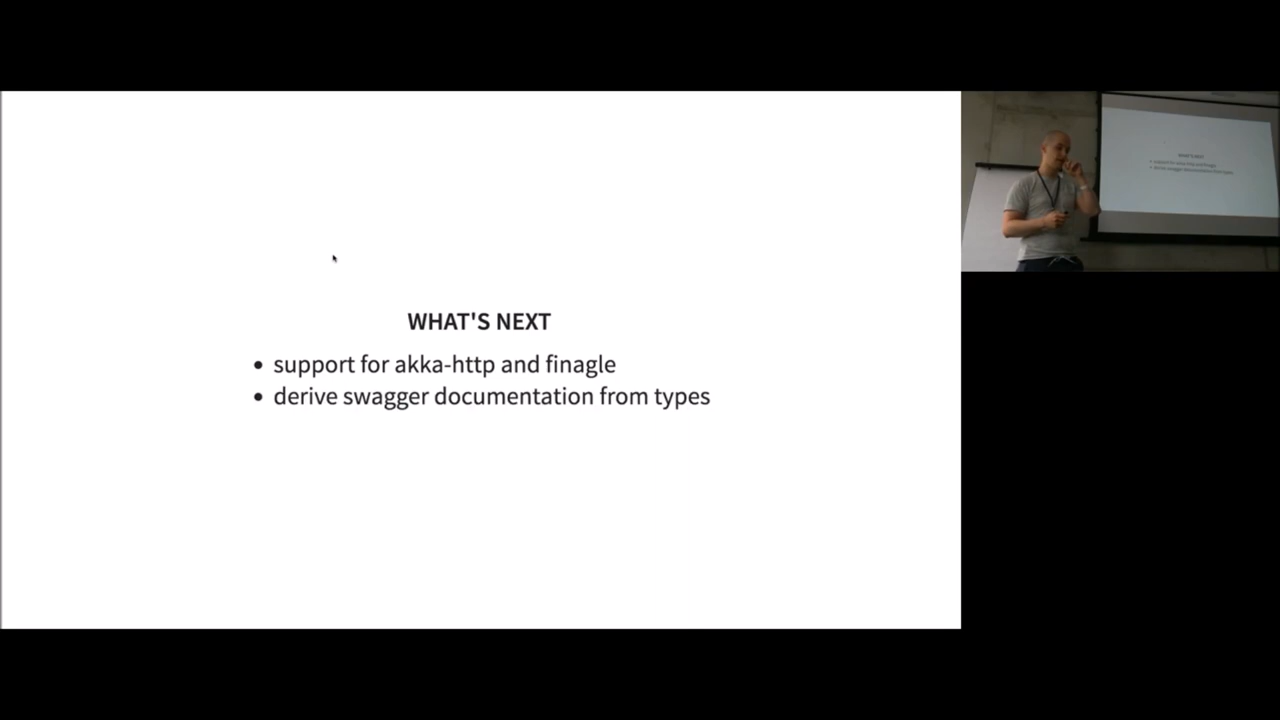 WHAT'S NEXT
• support for akka-http and finagle
• derive swagger documentation from types